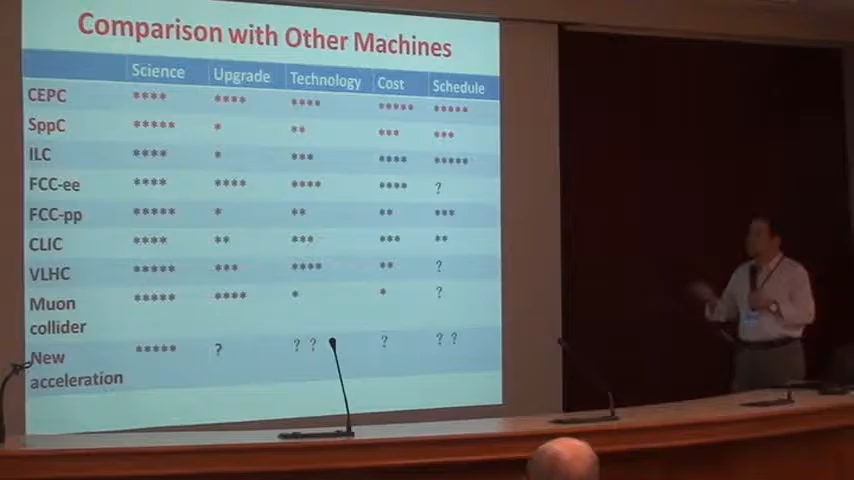 Comparison with Other Machines
Science Upgrade Technology Cost Schedule
CEPC **** **** **** ***** *****
SppC ***** * ** *** ***
ILC **** * *** **** *****
FCC-ee **** **** **** **** ?
FCC-pp ***** * ** ** ***
CLIC **** ** *** *** **
VLHC ***** *** **** ** ?
Muon collider ***** **** * * ?
New acceleration ***** ? ? ? ? ? ?